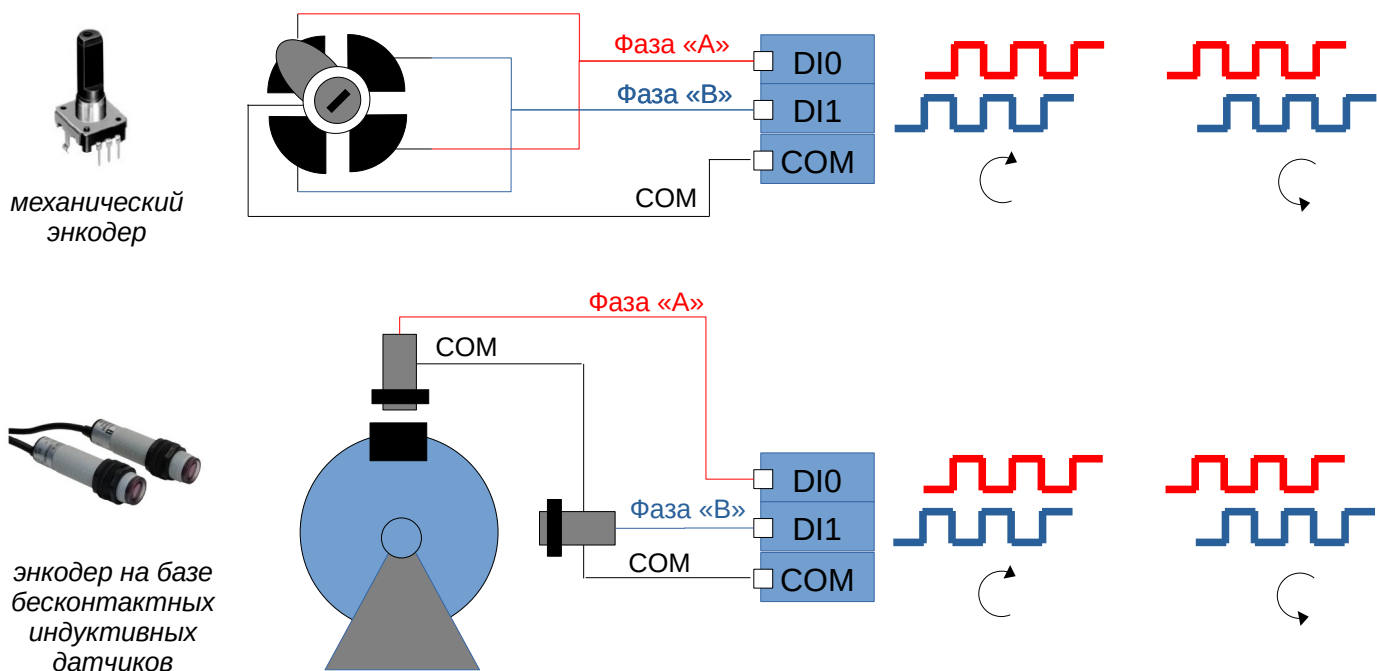 Фаза «A»
DI0
Фаза «B»
DI1
COM
COM
механический
энкодер
Фаза «A»
COM
DI0
Фаза «B»
DI1
COM
COM
энкодер на базе
бесконтактных
индуктивных
датчиков